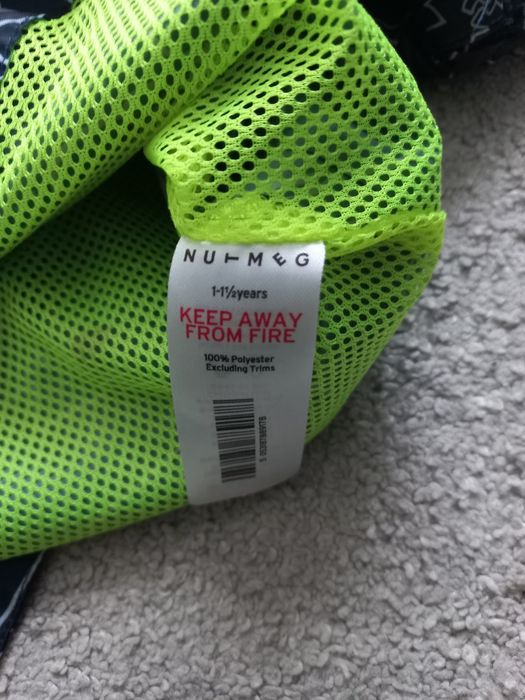 NUTMEG
1-1½years
KEEP AWAY
FROM FIRE
100% Polyester
Excluding Trims